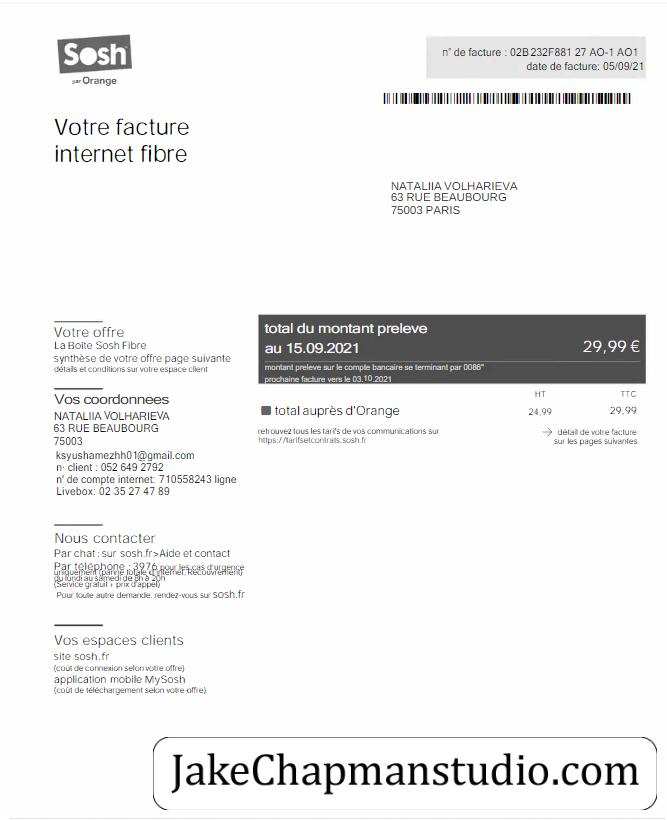 Sosh
par Orange
n° de facture : 02B232F881 27 AO-1 AO1
date de facture: 05/09/21
Votre facture
internet fibre
NATALIIA VOLHARIEVA
63 RUE BEAUBOURG
75003 PARIS
Votre offre
La Boîte Sosh Fibre
synthèse de votre offre page suivante
détails et conditions sur votre espace client
total du montant preleve
au 15.09.2021
29,99 €
montant preleve sur le compte bancaire se terminant par 0086"
prochaine facture vers le 03.10.2021
HT
TTC
total auprès d'Orange
24,99
29,99
retrouvez tous les tarifs de vos communications sur
https://tarifsetcontrats.sosh.fr
→ détail de votre facture
sur les pages suivantes
Vos coordonnees
NATALIIA VOLHARIEVA
63 RUE BEAUBOURG
75003
ksyushamezhh01@gmail.com
n· client : 052 649 2792
n° de compte internet: 710558243 ligne
Livebox: 02 35 27 47 89
Nous contacter
Par chat : sur sosh.fr>Aide et contact
Par téléphone : 3976 pour les cas d'urgence
uniquement (panne totale d'internet, Recouvrement)
du lundi au samedi de 8h à 20h
(Service gratuit + prix d'appel)
Pour toute autre demande, rendez-vous sur sosh.fr
Vos espaces clients
site sosh.fr
(coût de connexion selon votre offre)
application mobile MySosh
(coût de téléchargement selon votre offre)
JakeChapmanstudio.com